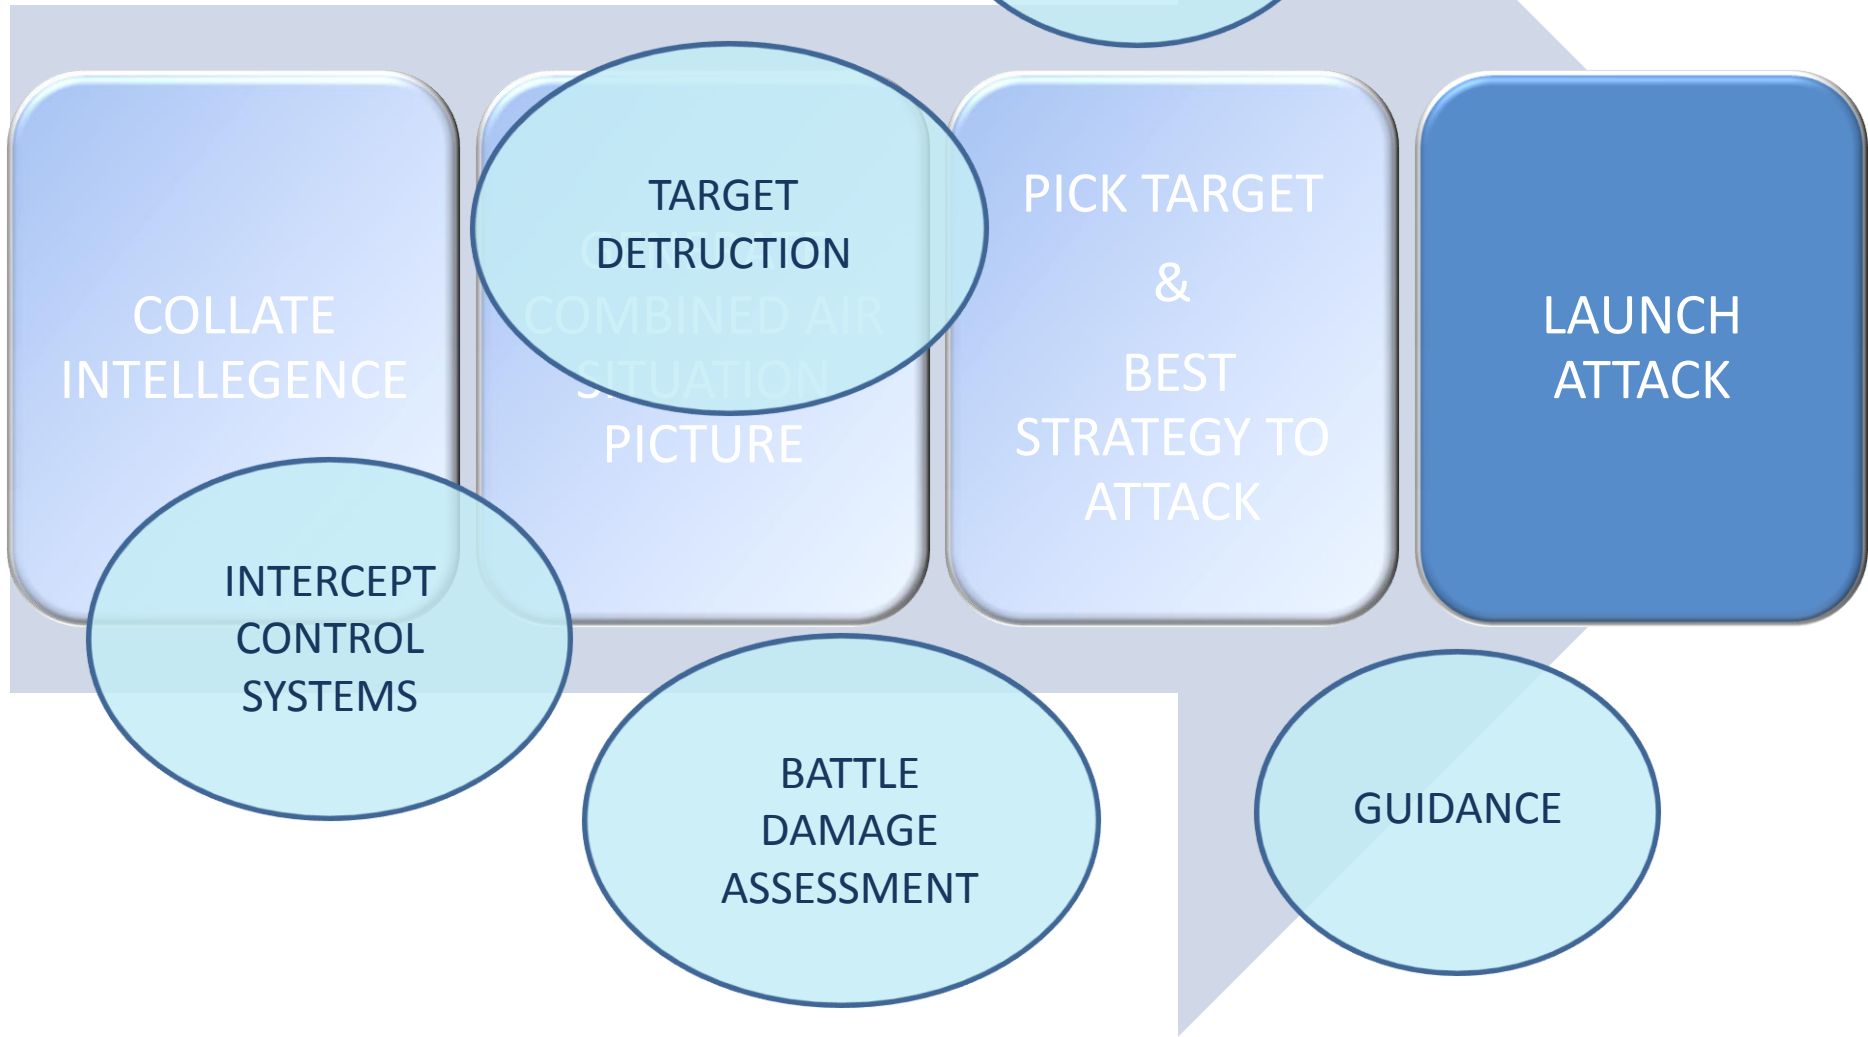 COLLATE
INTELLEGENCE
TARGET
DETRUCTION
COMBINED AIR
SITUATION
PICTURE
PICK TARGET
&
BEST
STRATEGY TO
ATTACK
LAUNCH
ATTACK
INTERCEPT
CONTROL
SYSTEMS
BATTLE
DAMAGE
ASSESSMENT
GUIDANCE